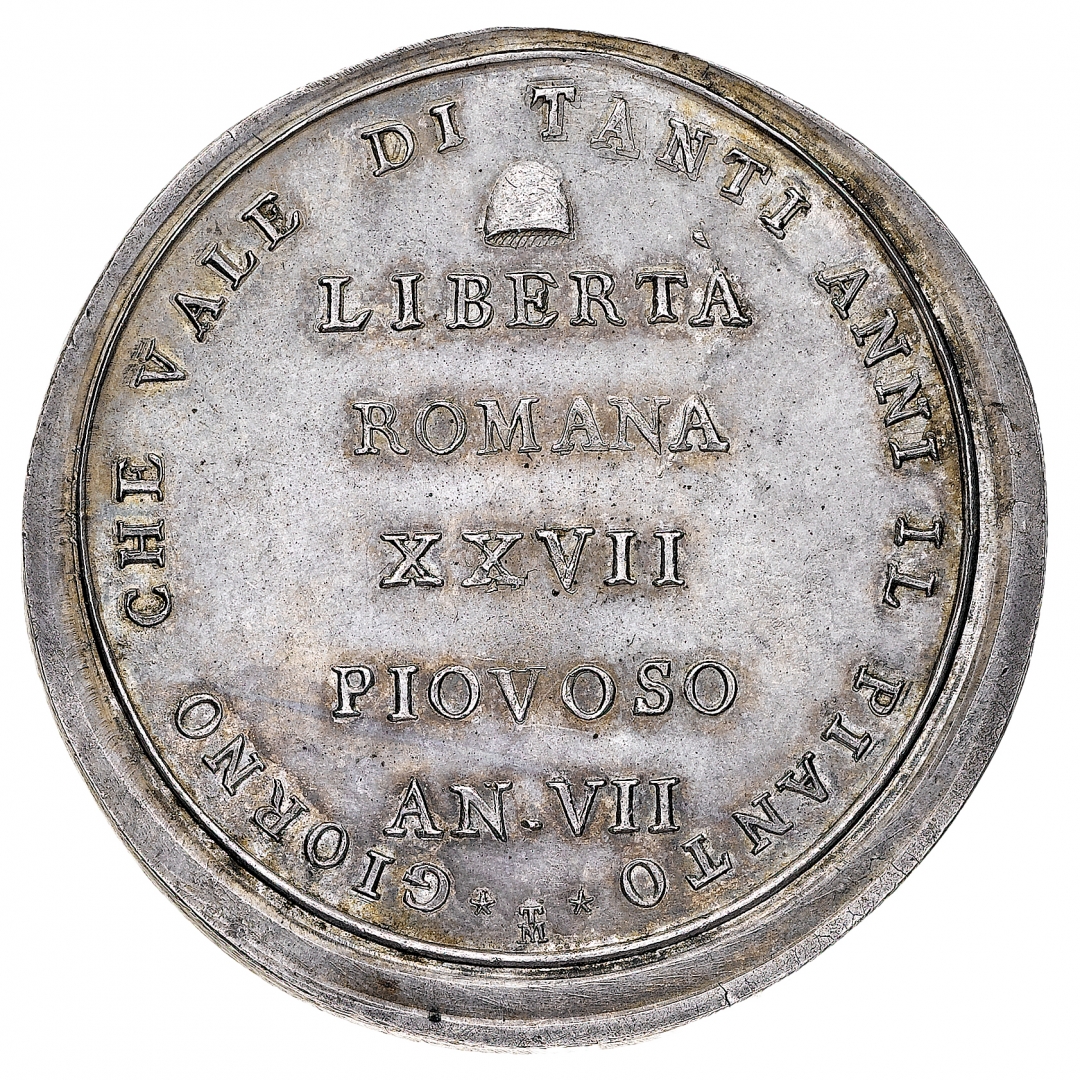 GIORNO CHE VALE DI TANTI ANNI IL PIANTO
LIBERTÀ
ROMANA
XXVII
PIOVOSO
AN·VII
TM